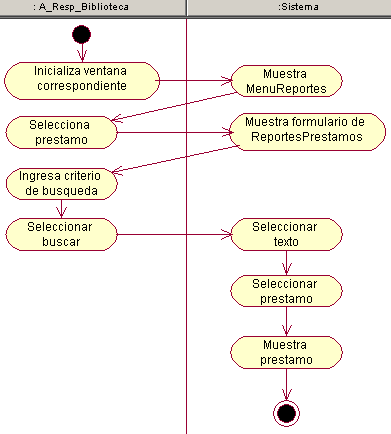 : A_Resp_Biblioteca
:Sistema
Inicializa ventana
correspondiente
Muestra
MenuReportes
Selecciona
prestamo
Muestra formulario de
ReportesPrestamos
Ingresa criterio
de busqueda
Seleccionar
buscar
Seleccionar
texto
Seleccionar
prestamo
Muestra
prestamo